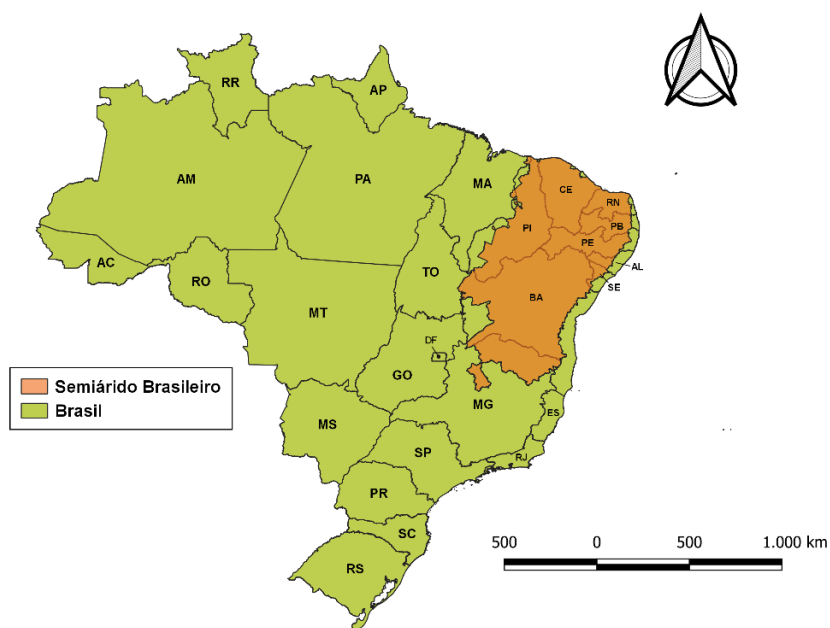 RR
AP
AM
PA
MA
CE
RN
PI
PB
PE
AL
AC
RO
TO
SE
BA
MT
DF
GO
Semiárido Brasileiro
Brasil
MG
ES
MS
SP
RJ
PR
SC
RS
500 0 500 1.000 km